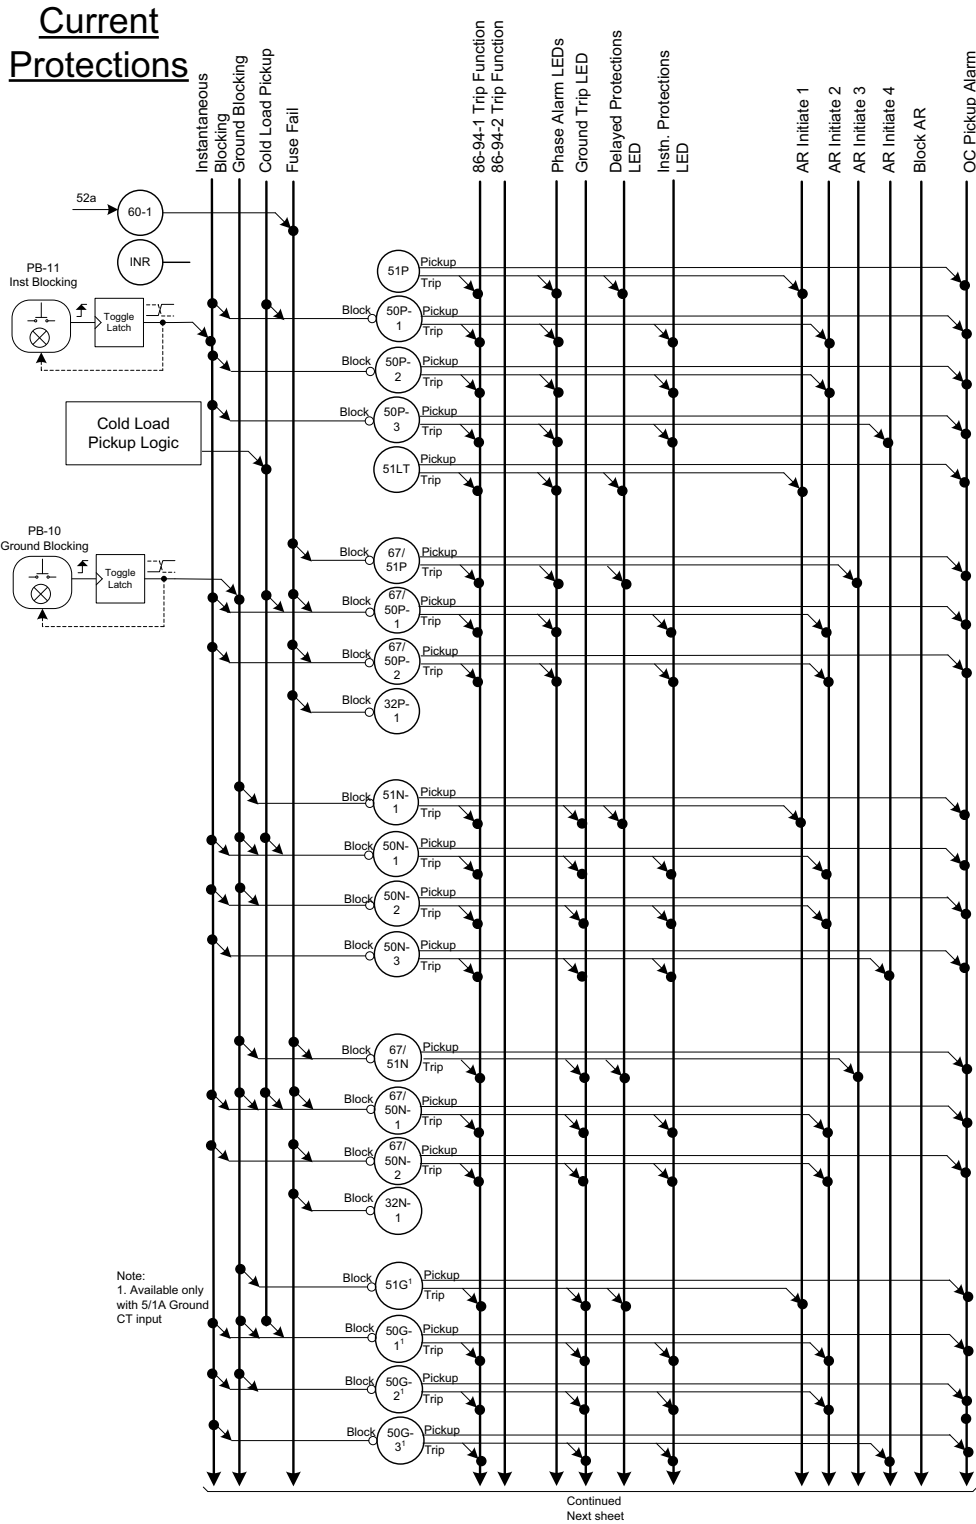 Current
Protections
Instantaneous
Blocking
Ground Blocking
Cold Load Pickup
Fuse Fail
86-94-1 Trip Function
86-94-2 Trip Function
Phase Alarm LEDs
Ground Trip LED
Delayed Protections
LED
Instn. Protections
LED
AR Initiate 1
AR Initiate 2
AR Initiate 3
AR Initiate 4
Block AR
OC Pickup Alarm
52a
60-1
INR
PB-11
Inst Blocking
Toggle
Latch
51P
Pickup
Trip
Block
50P-
1
Pickup
Trip
Block
50P-
2
Pickup
Trip
Cold Load
Pickup Logic
Block
50P-
3
Pickup
Trip
51LT
Pickup
Trip
PB-10
Ground Blocking
Toggle
Latch
Block
67/
51P
Pickup
Trip
Block
67/
50P-
1
Pickup
Trip
Block
67/
50P-
2
Pickup
Trip
Block
32P-
1
Block
51N-
1
Pickup
Trip
Block
50N-
1
Pickup
Trip
Block
50N-
2
Pickup
Trip
50N-
3
Pickup
Trip
Block
67/
51N
Pickup
Trip
Block
67/
50N-
1
Pickup
Trip
Block
67/
50N-
2
Pickup
Trip
Block
32N-
1
Note:
1. Available only
with 5/1A Ground
CT input
Block
51G¹
Pickup
Trip
Block
50G-
1¹
Pickup
Trip
Block
50G-
2¹
Pickup
Trip
Block
50G-
3¹
Pickup
Trip
Continued
Next sheet